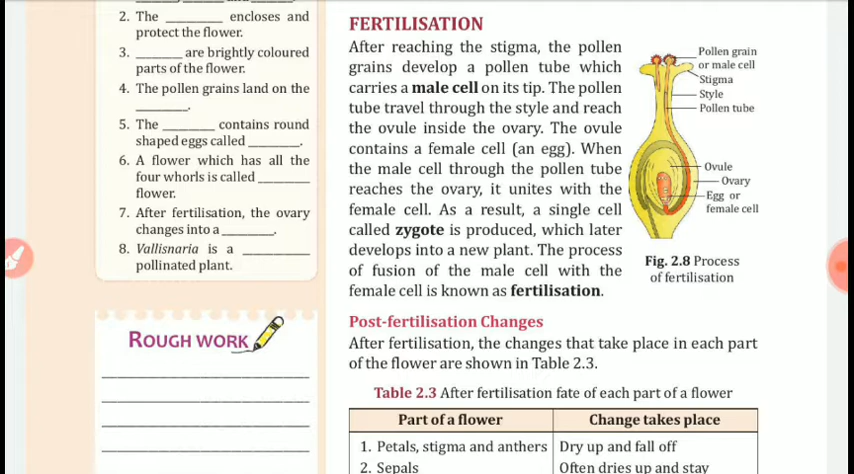 and
2. The ________ encloses and
protect the flower.
3. _______ are brightly coloured
parts of the flower.
4. The pollen grains land on the
________.
5. The ________ contains round
shaped eggs called ________.
6. A flower which has all the
four whorls is called ________
flower.
7. After fertilisation, the ovary
changes into a ________.
8. Vallisnaria is a ________
pollinated plant.
ROUGH WORK
FERTILISATION
After reaching the stigma, the pollen
grains develop a pollen tube which
carries a male cell on its tip. The pollen
tube travel through the style and reach
the ovule inside the ovary. The ovule
contains a female cell (an egg). When
the male cell through the pollen tube
reaches the ovary, it unites with the
female cell. As a result, a single cell
called zygote is produced, which later
develops into a new plant. The process
of fusion of the male cell with the
female cell is known as fertilisation.
Pollen grain
or male cell
Stigma
Style
Pollen tube
Ovule
Ovary
Egg or
female cell
Fig. 2.8 Process
of fertilisation
Post-fertilisation Changes
After fertilisation, the changes that take place in each part
of the flower are shown in Table 2.3.
Table 2.3 After fertilisation fate of each part of a flower
Part of a flower Change takes place
1. Petals, stigma and anthers Dry up and fall off
2. Sepals Often dries up and stay